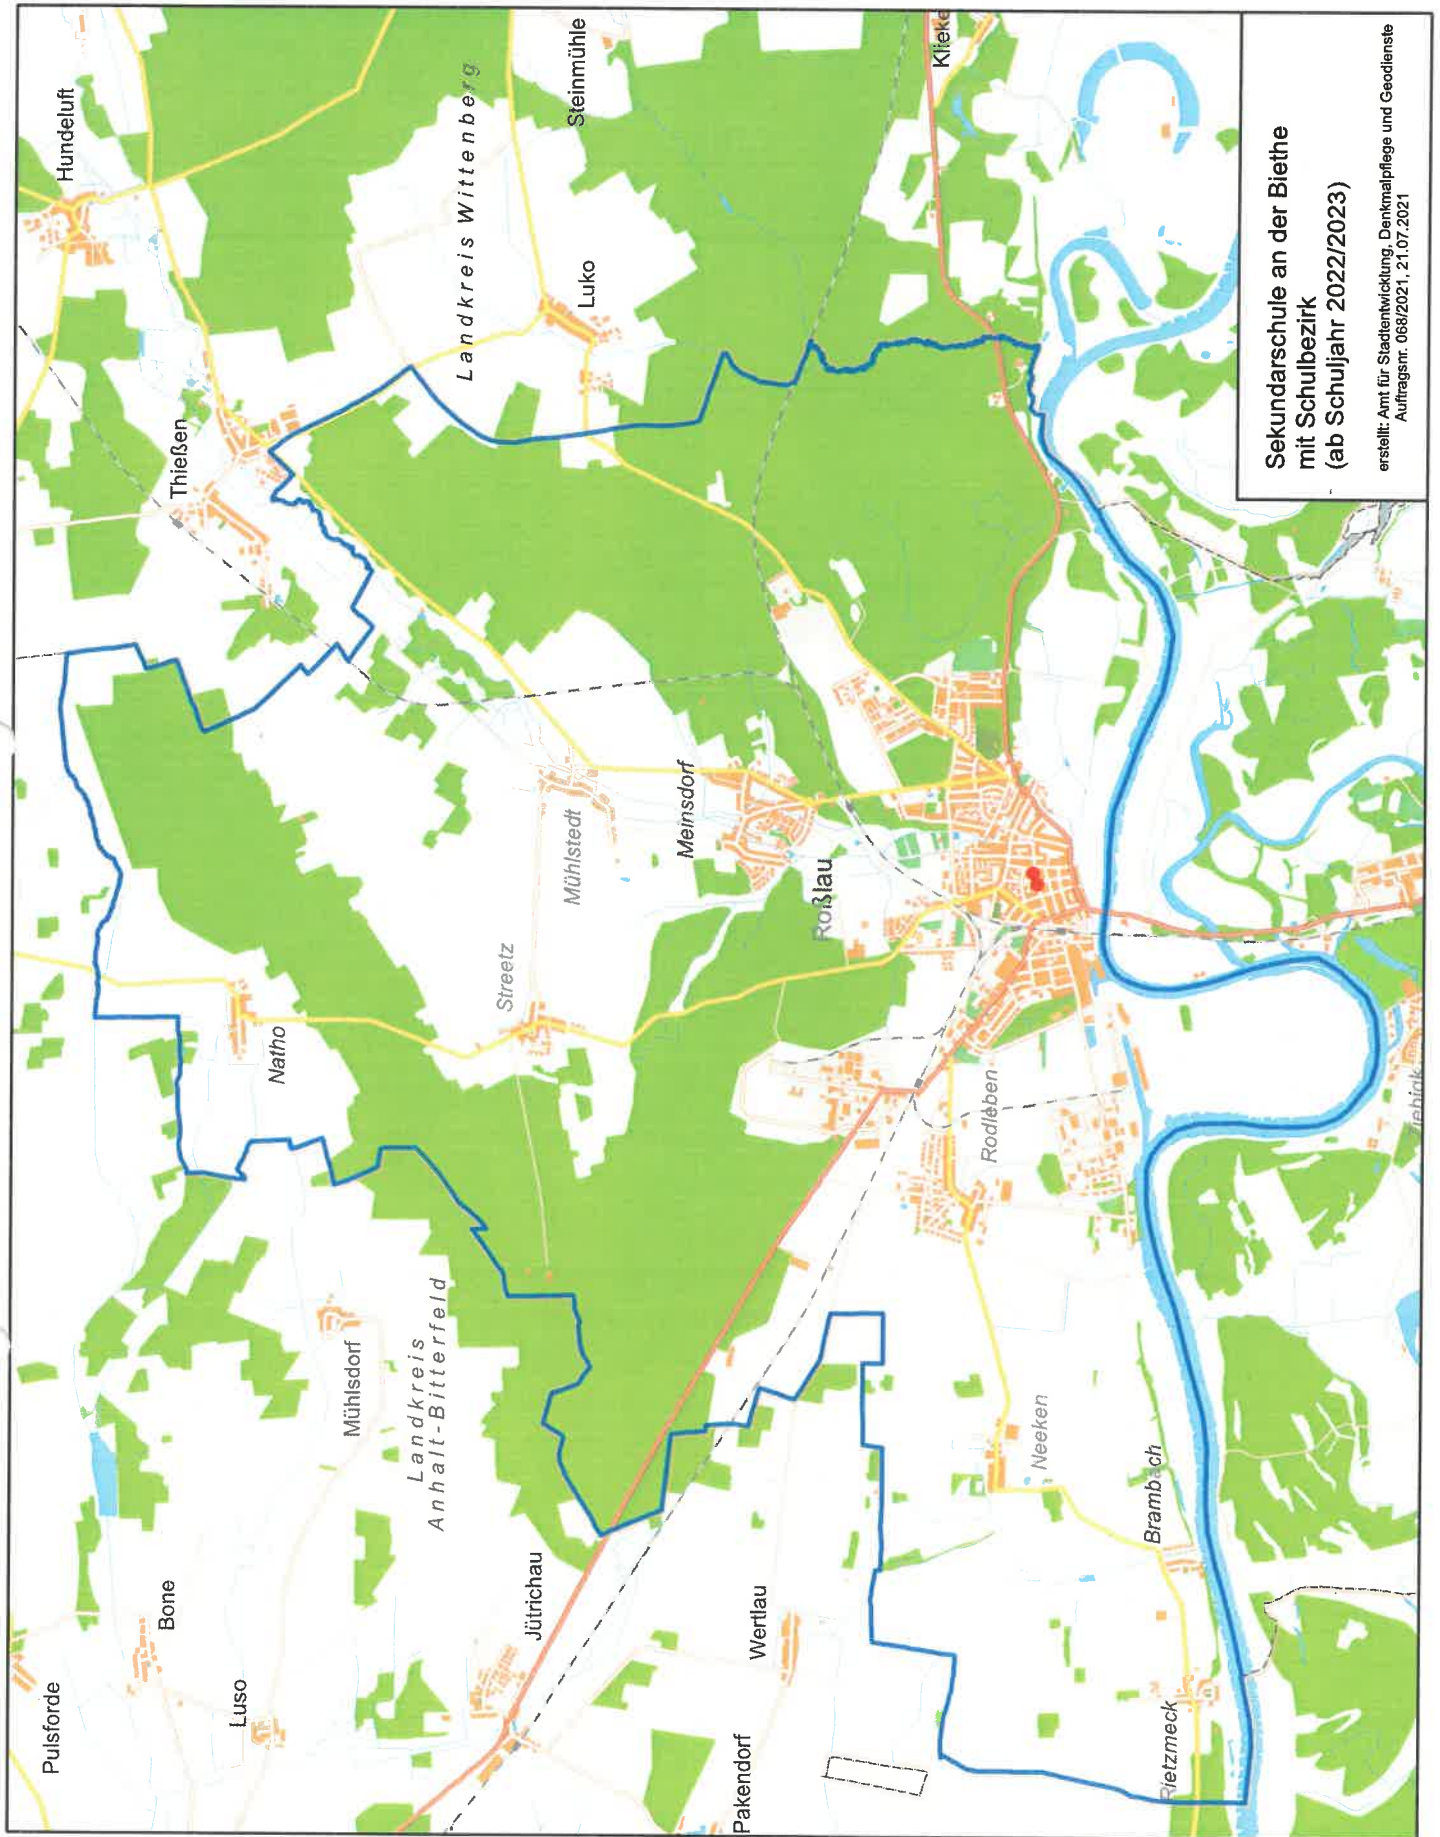 Pulsforde
Hundeluft
Bone
Thießen
Luso
Natho
Mühlsdorf
Landkreis
Anhalt-Bitterfeld
Landkreis Wittenberg
Streetz
Jütrichau
Mühlstedt
Steinmühle
Luko
Meinsdorf
Pakendorf
Wertlau
Roßlau
Klieke
Rodleben
Neeken
Brambach
Rietzmeck
Sekundarschule an der Biethe
mit Schulbezirk
(ab Schuljahr 2022/2023)
erstellt: Amt für Stadtentwicklung, Denkmalpflege und Geodienste
Auftragsnr. 068/2021, 21.07.2021